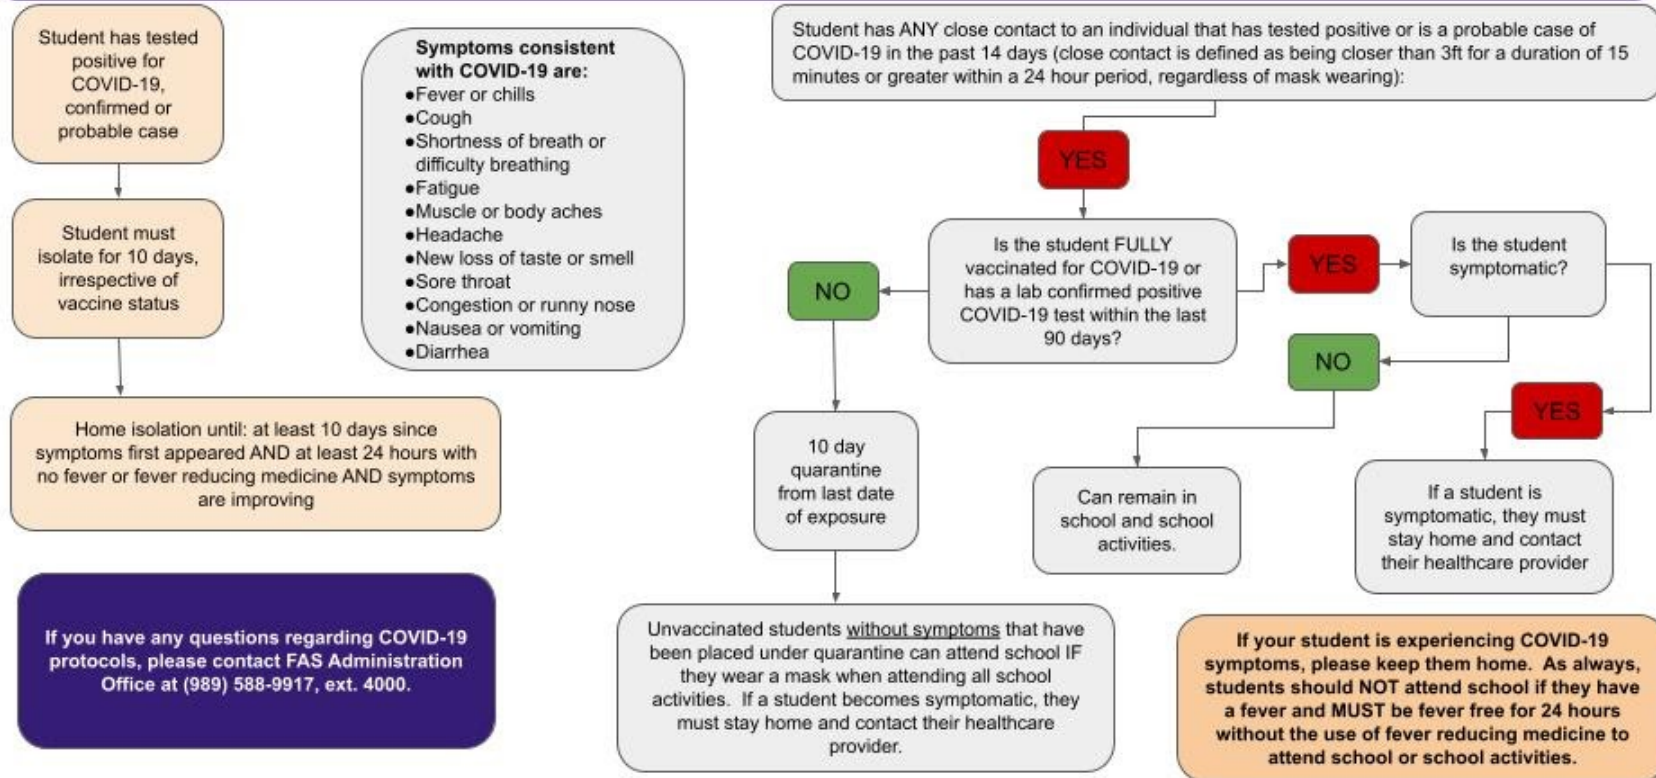 Student has tested
positive for
COVID-19,
confirmed or
probable case
Student must
isolate for 10 days,
irrespective of
vaccine status
Home isolation until: at least 10 days since
symptoms first appeared AND at least 24 hours with
no fever or fever reducing medicine AND symptoms
are improving
If you have any questions regarding COVID-19
protocols, please contact FAS Administration
Office at (989) 588-9917, ext. 4000.
Symptoms consistent
with COVID-19 are:
●Fever or chills
●Cough
●Shortness of breath or
difficulty breathing
●Fatigue
●Muscle or body aches
●Headache
●New loss of taste or smell
●Sore throat
●Congestion or runny nose
●Nausea or vomiting
●Diarrhea
Student has ANY close contact to an individual that has tested positive or is a probable case of
COVID-19 in the past 14 days (close contact is defined as being closer than 3ft for a duration of 15
minutes or greater within a 24 hour period, regardless of mask wearing):
YES
Is the student FULLY
vaccinated for COVID-19 or
has a lab confirmed positive
COVID-19 test within the last
90 days?
NO
10 day
quarantine
from last date
of exposure
Unvaccinated students without symptoms that have
been placed under quarantine can attend school IF
they wear a mask when attending all school
activities.  If a student becomes symptomatic, they
must stay home and contact their healthcare
provider.
YES
Is the student
symptomatic?
NO
Can remain in
school and school
activities.
YES
If a student is
symptomatic, they must
stay home and contact
their healthcare provider
If your student is experiencing COVID-19
symptoms, please keep them home.  As always,
students should NOT attend school if they have
a fever and MUST be fever free for 24 hours
without the use of fever reducing medicine to
attend school or school activities.